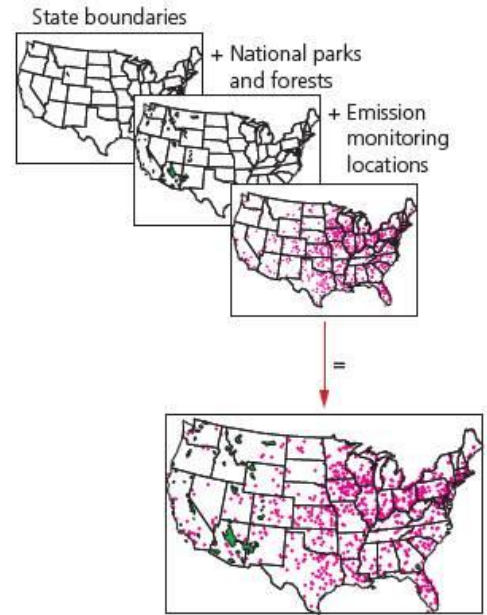 State boundaries
+ National parks
and forests
+ Emission
monitoring
locations
=